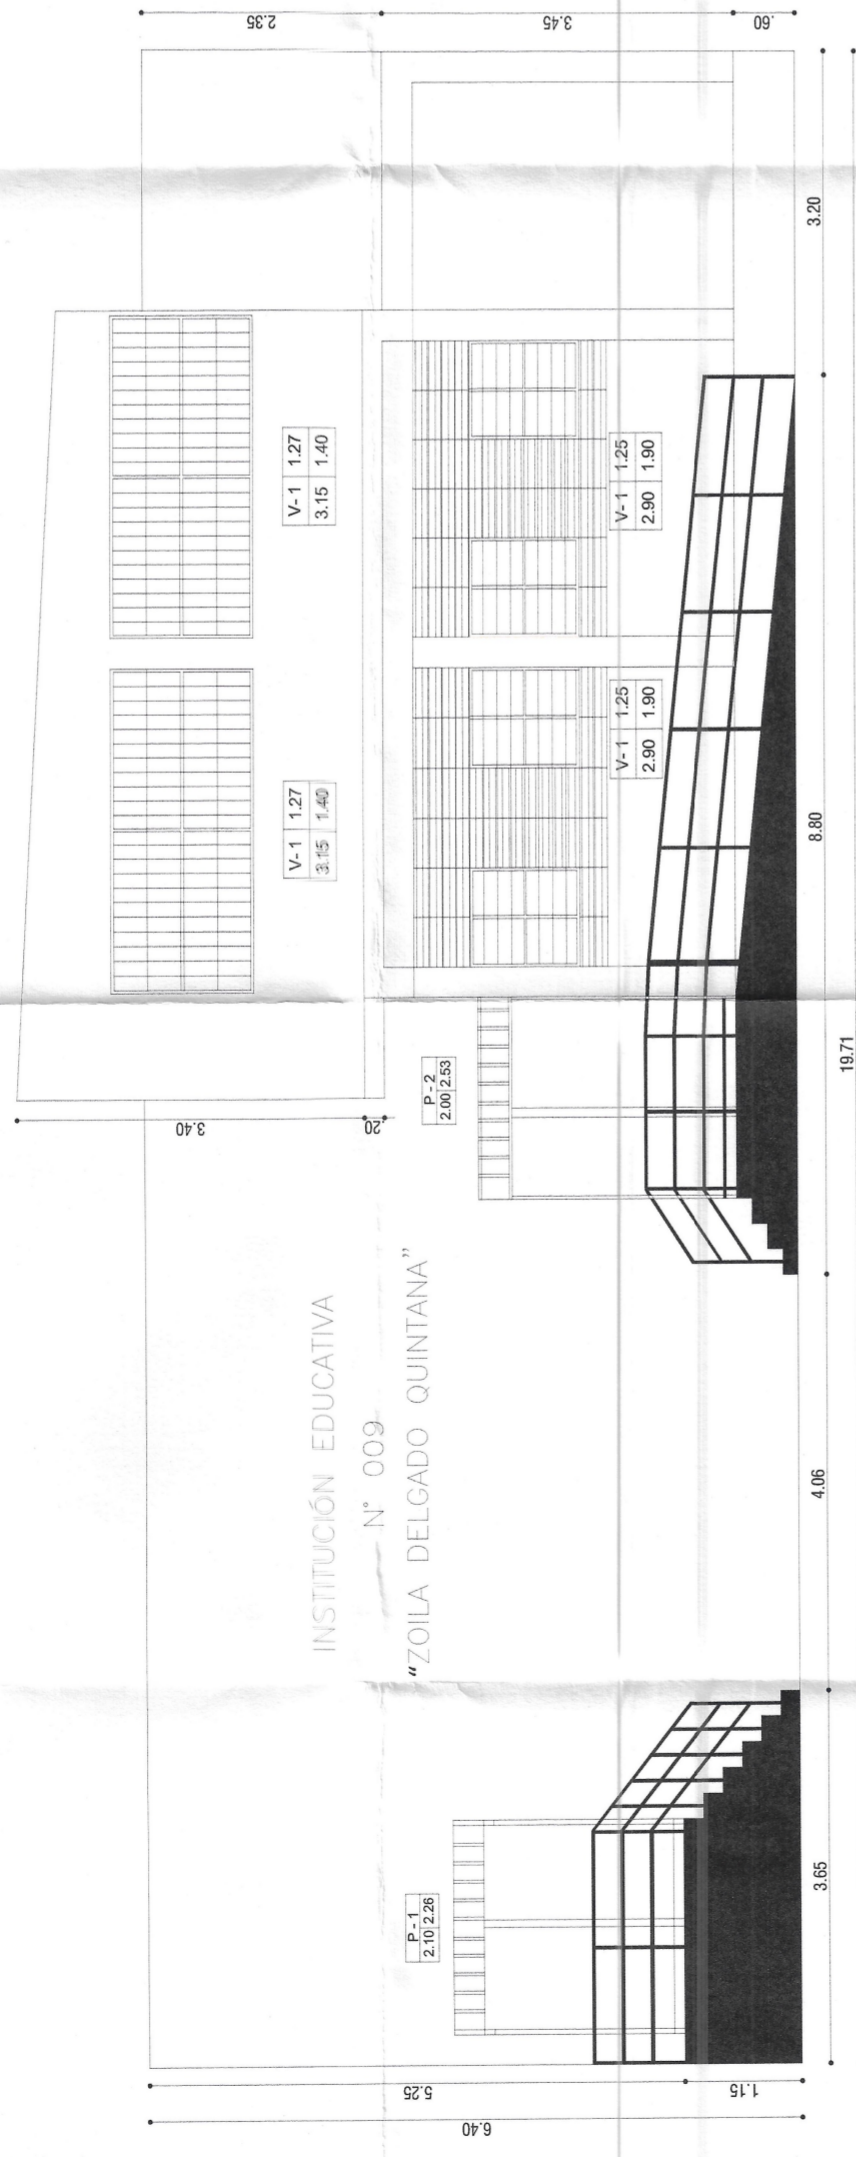 INSTITUCIÓN EDUCATIVA
N° 009
"ZOILA DELGADO QUINTANA"
P - 1
2.10 2.26
P - 2
2.00 2.53
V-1 1.27
3.15 1.40
V-1 1.27
3.15 1.40
V-1 1.25
2.90 1.90
V-1 1.25
2.90 1.90
6.40
5.25
1.15
3.40
.20
2.35
3.45
.60
3.65
4.06
8.80
3.20
19.71